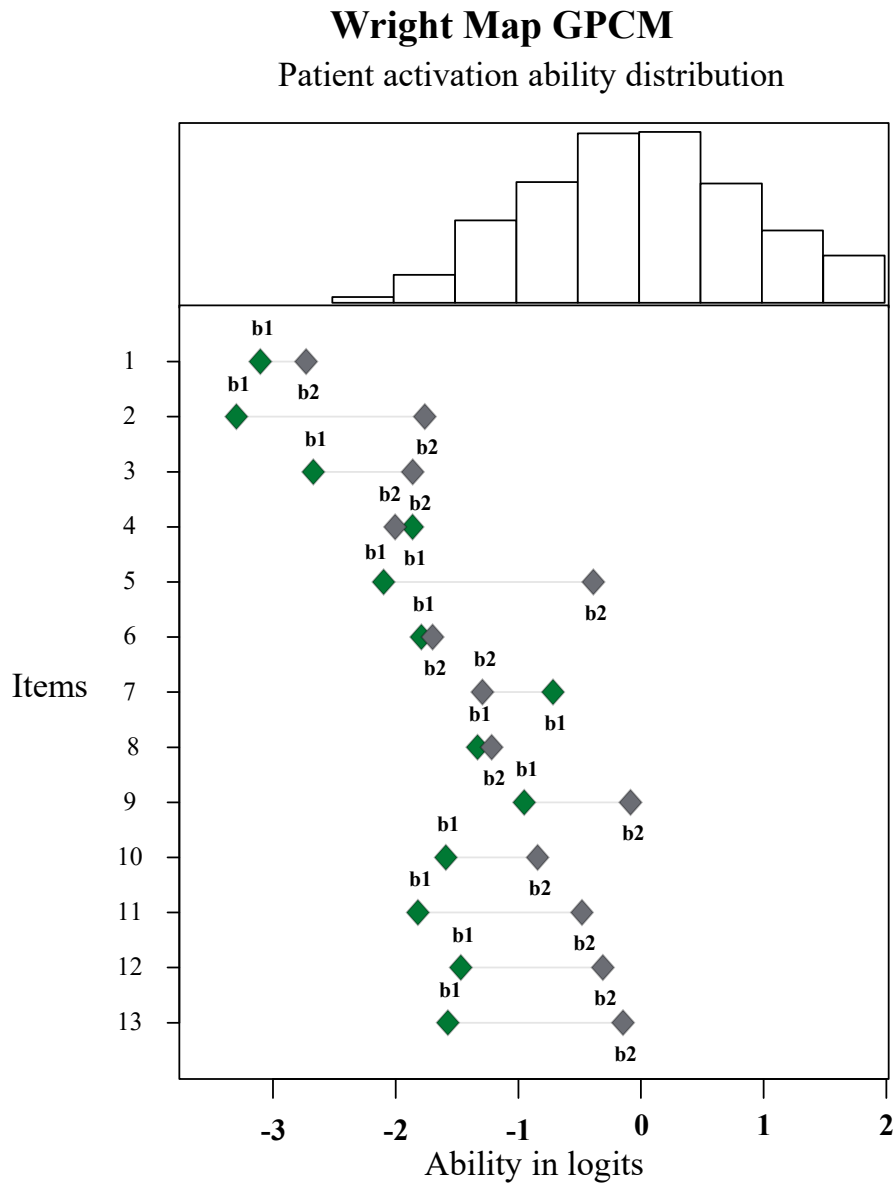 Wright Map GPCM
Patient activation ability distribution
b1
1
b1 b2
2
b1 b2
3
b2 b2
4
b1 b1
5
b1 b2
6
b2 b2
Items 7
b1 b1
8
b2 b1
9
b1 b2
10
b1 b2
11
b1 b2
12
b1 b2
13
b2
-3 -2 -1 0 1 2
Ability in logits